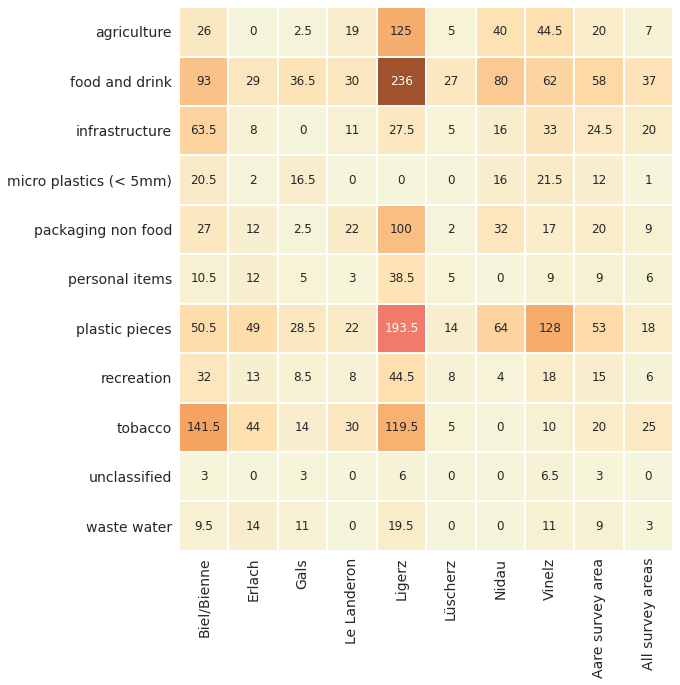 agriculture 26 0 2.5 19 125 5 40 44.5 20 7
food and drink 93 29 36.5 30 236 27 80 62 58 37
infrastructure 63.5 8 0 11 27.5 5 16 33 24.5 20
micro plastics (< 5mm) 20.5 2 16.5 0 0 0 16 21.5 12 1
packaging non food 27 12 2.5 22 100 2 32 17 20 9
personal items 10.5 12 5 3 38.5 5 0 9 9 6
plastic pieces 50.5 49 28.5 22 193.5 14 64 128 53 18
recreation 32 13 8.5 8 44.5 8 4 18 15 6
tobacco 141.5 44 14 30 119.5 5 0 10 20 25
unclassified 3 0 3 0 6 0 0 6.5 3 0
waste water 9.5 14 11 0 19.5 0 0 11 9 3
Biel/Bienne
Erlach
Gals
Le Landeron
Ligerz
Lüscherz
Nidau
Vinelz
Aare survey area
All survey areas